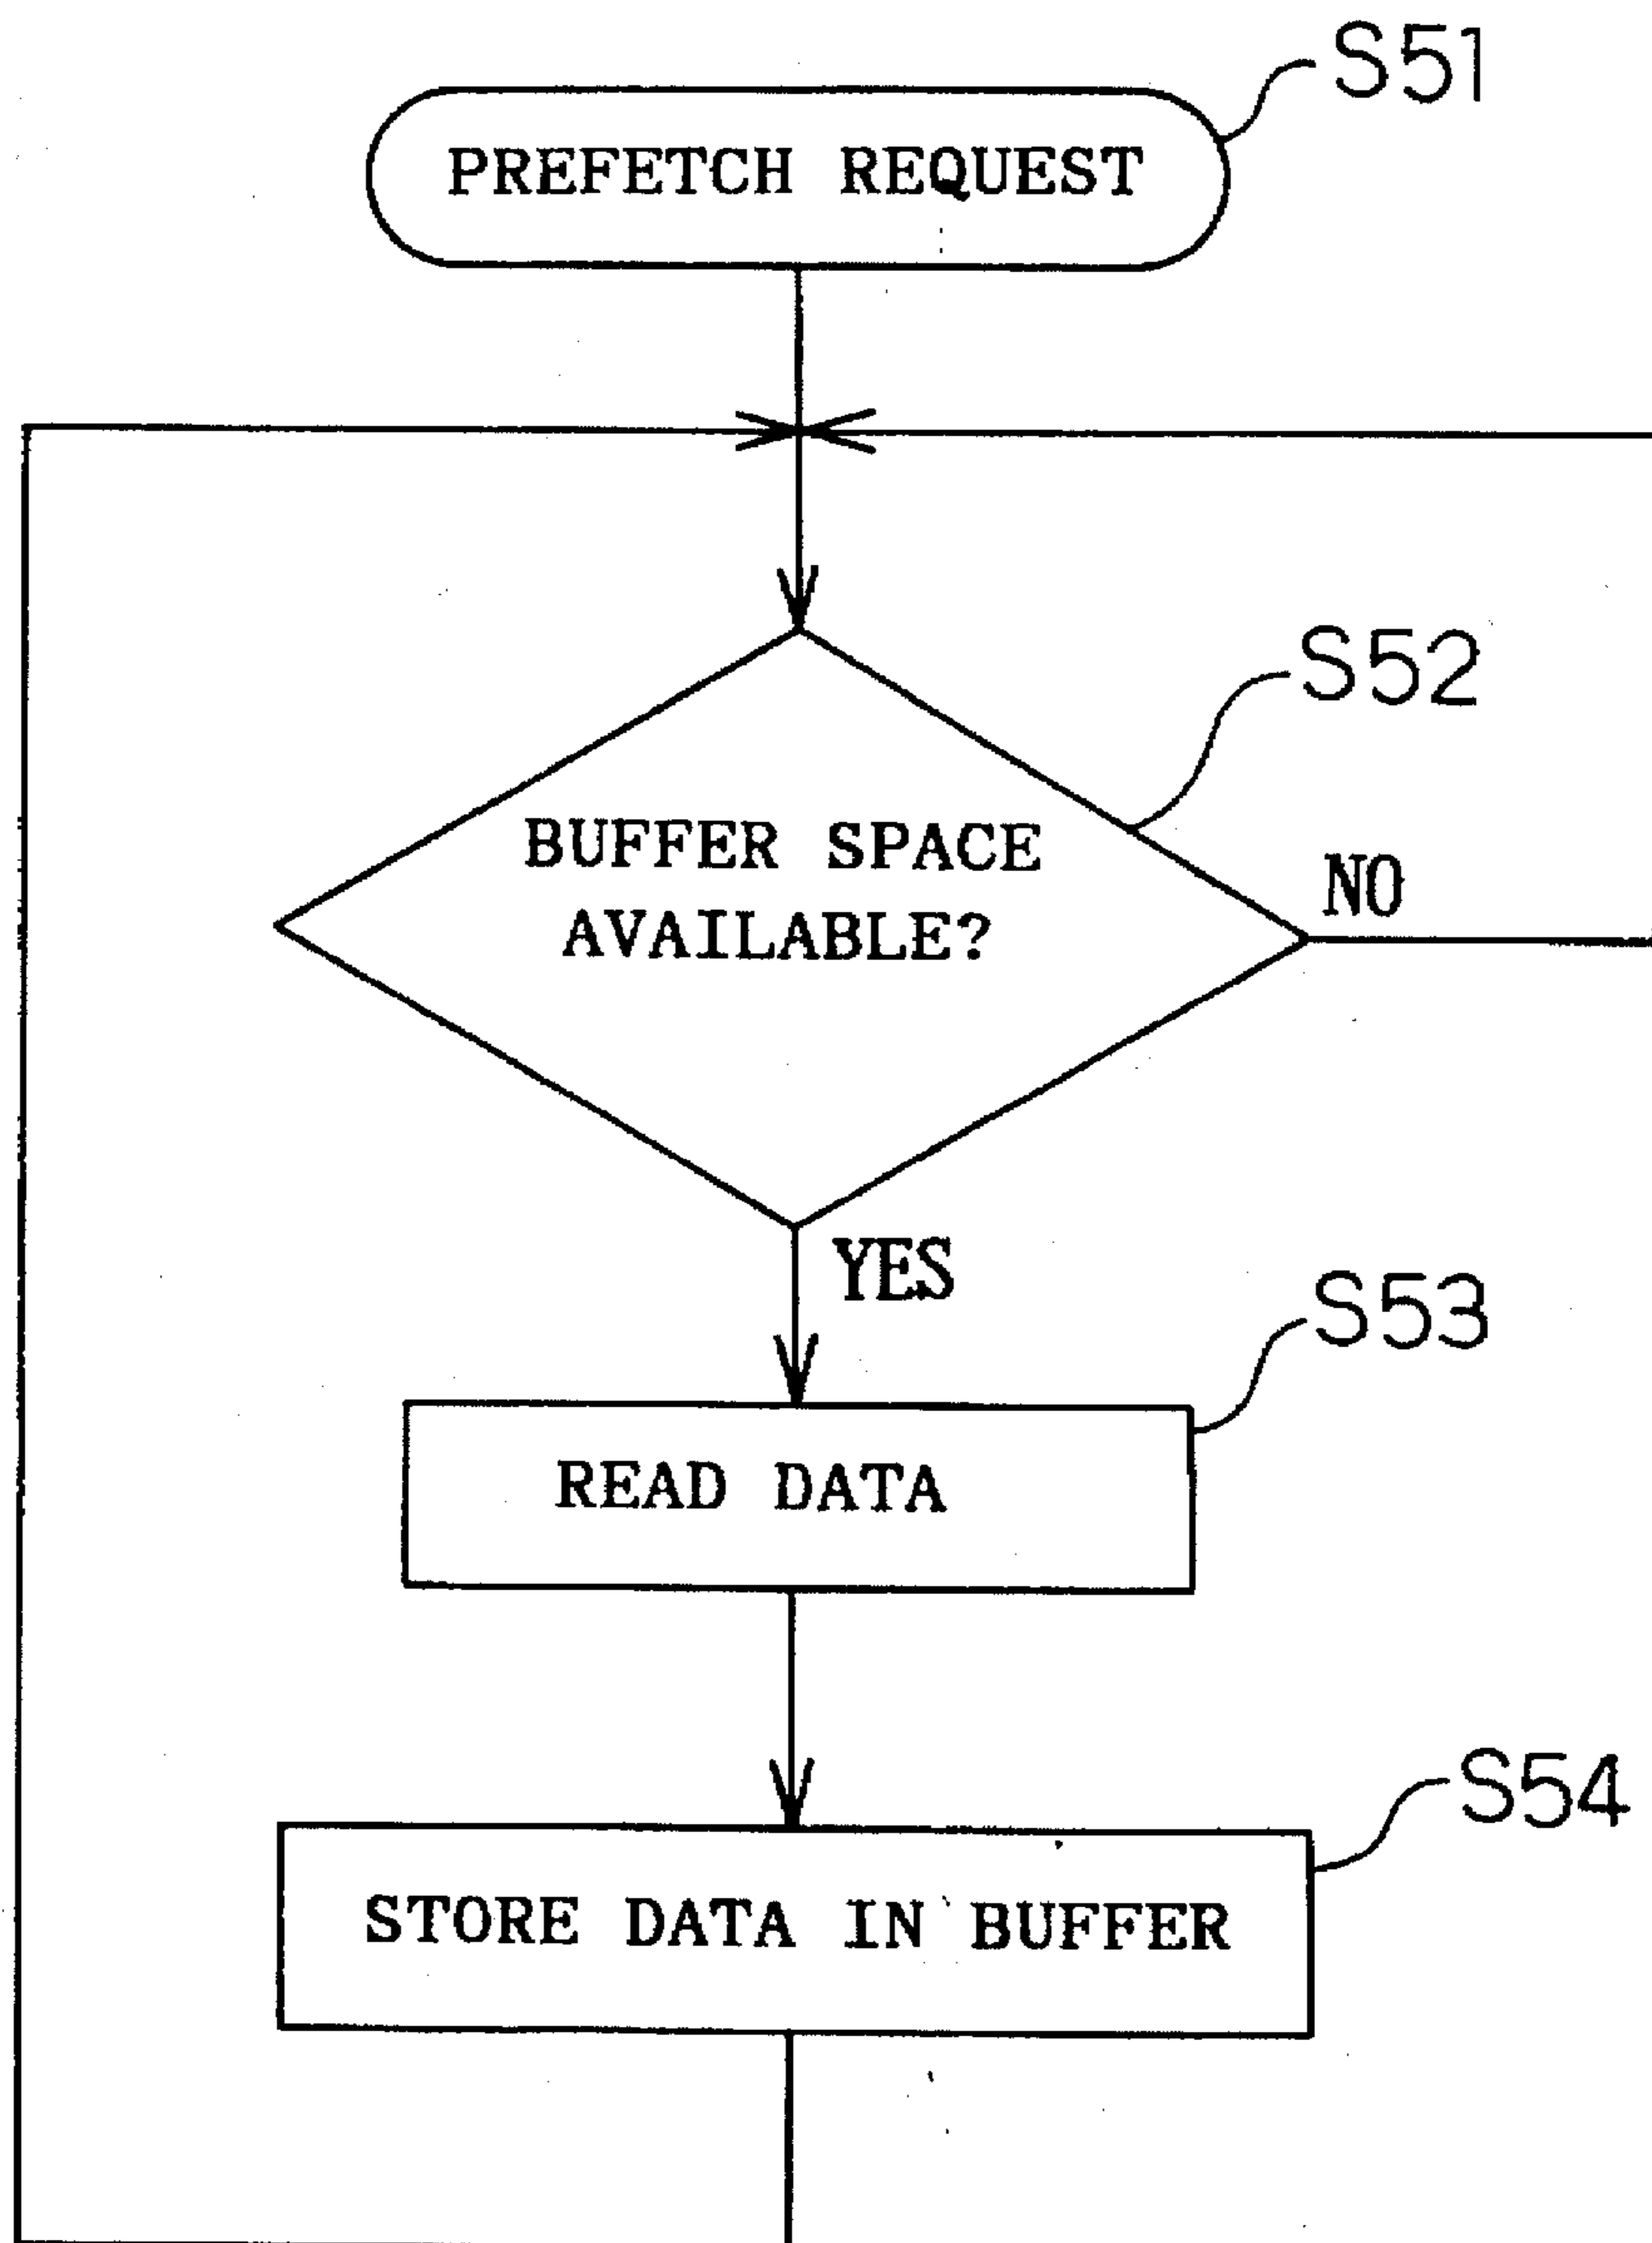 S51
PREFETCH REQUEST
S52
BUFFER SPACE
AVAILABLE?
NO
YES
S53
READ DATA
S54
STORE DATA IN BUFFER